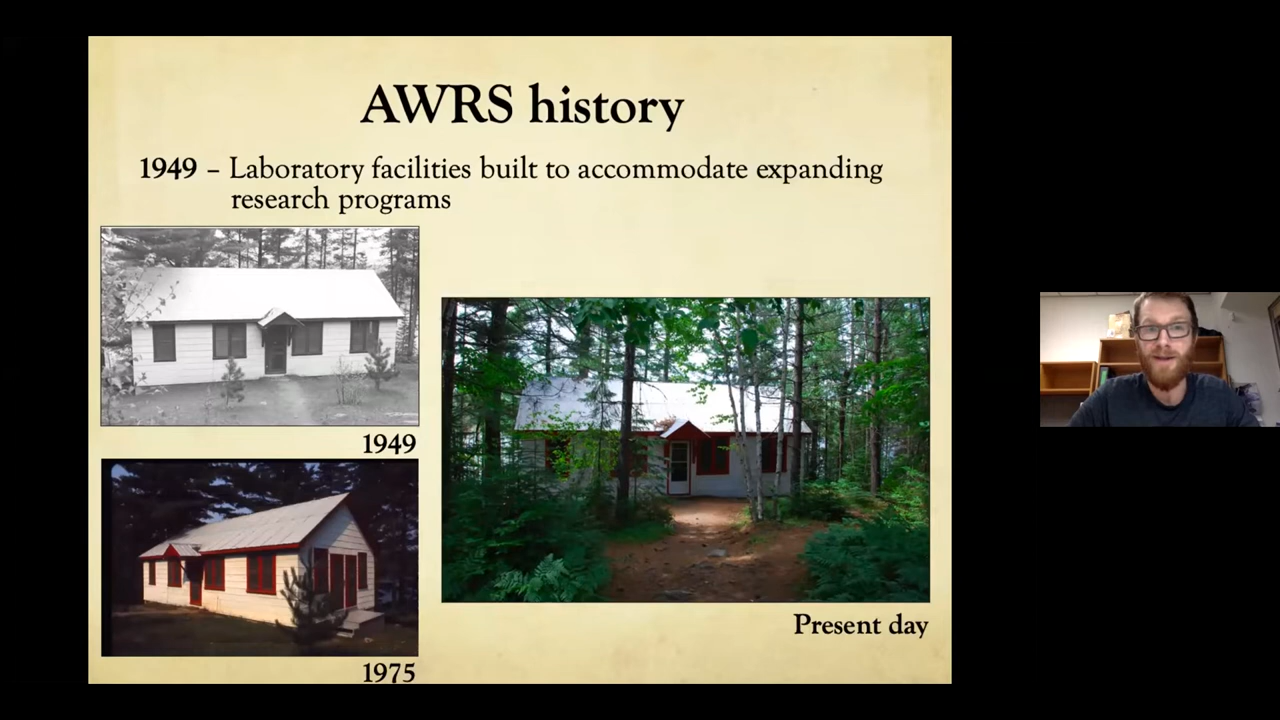 AWRS history
1949 – Laboratory facilities built to accommodate expanding
research programs
1949
1975
Present day